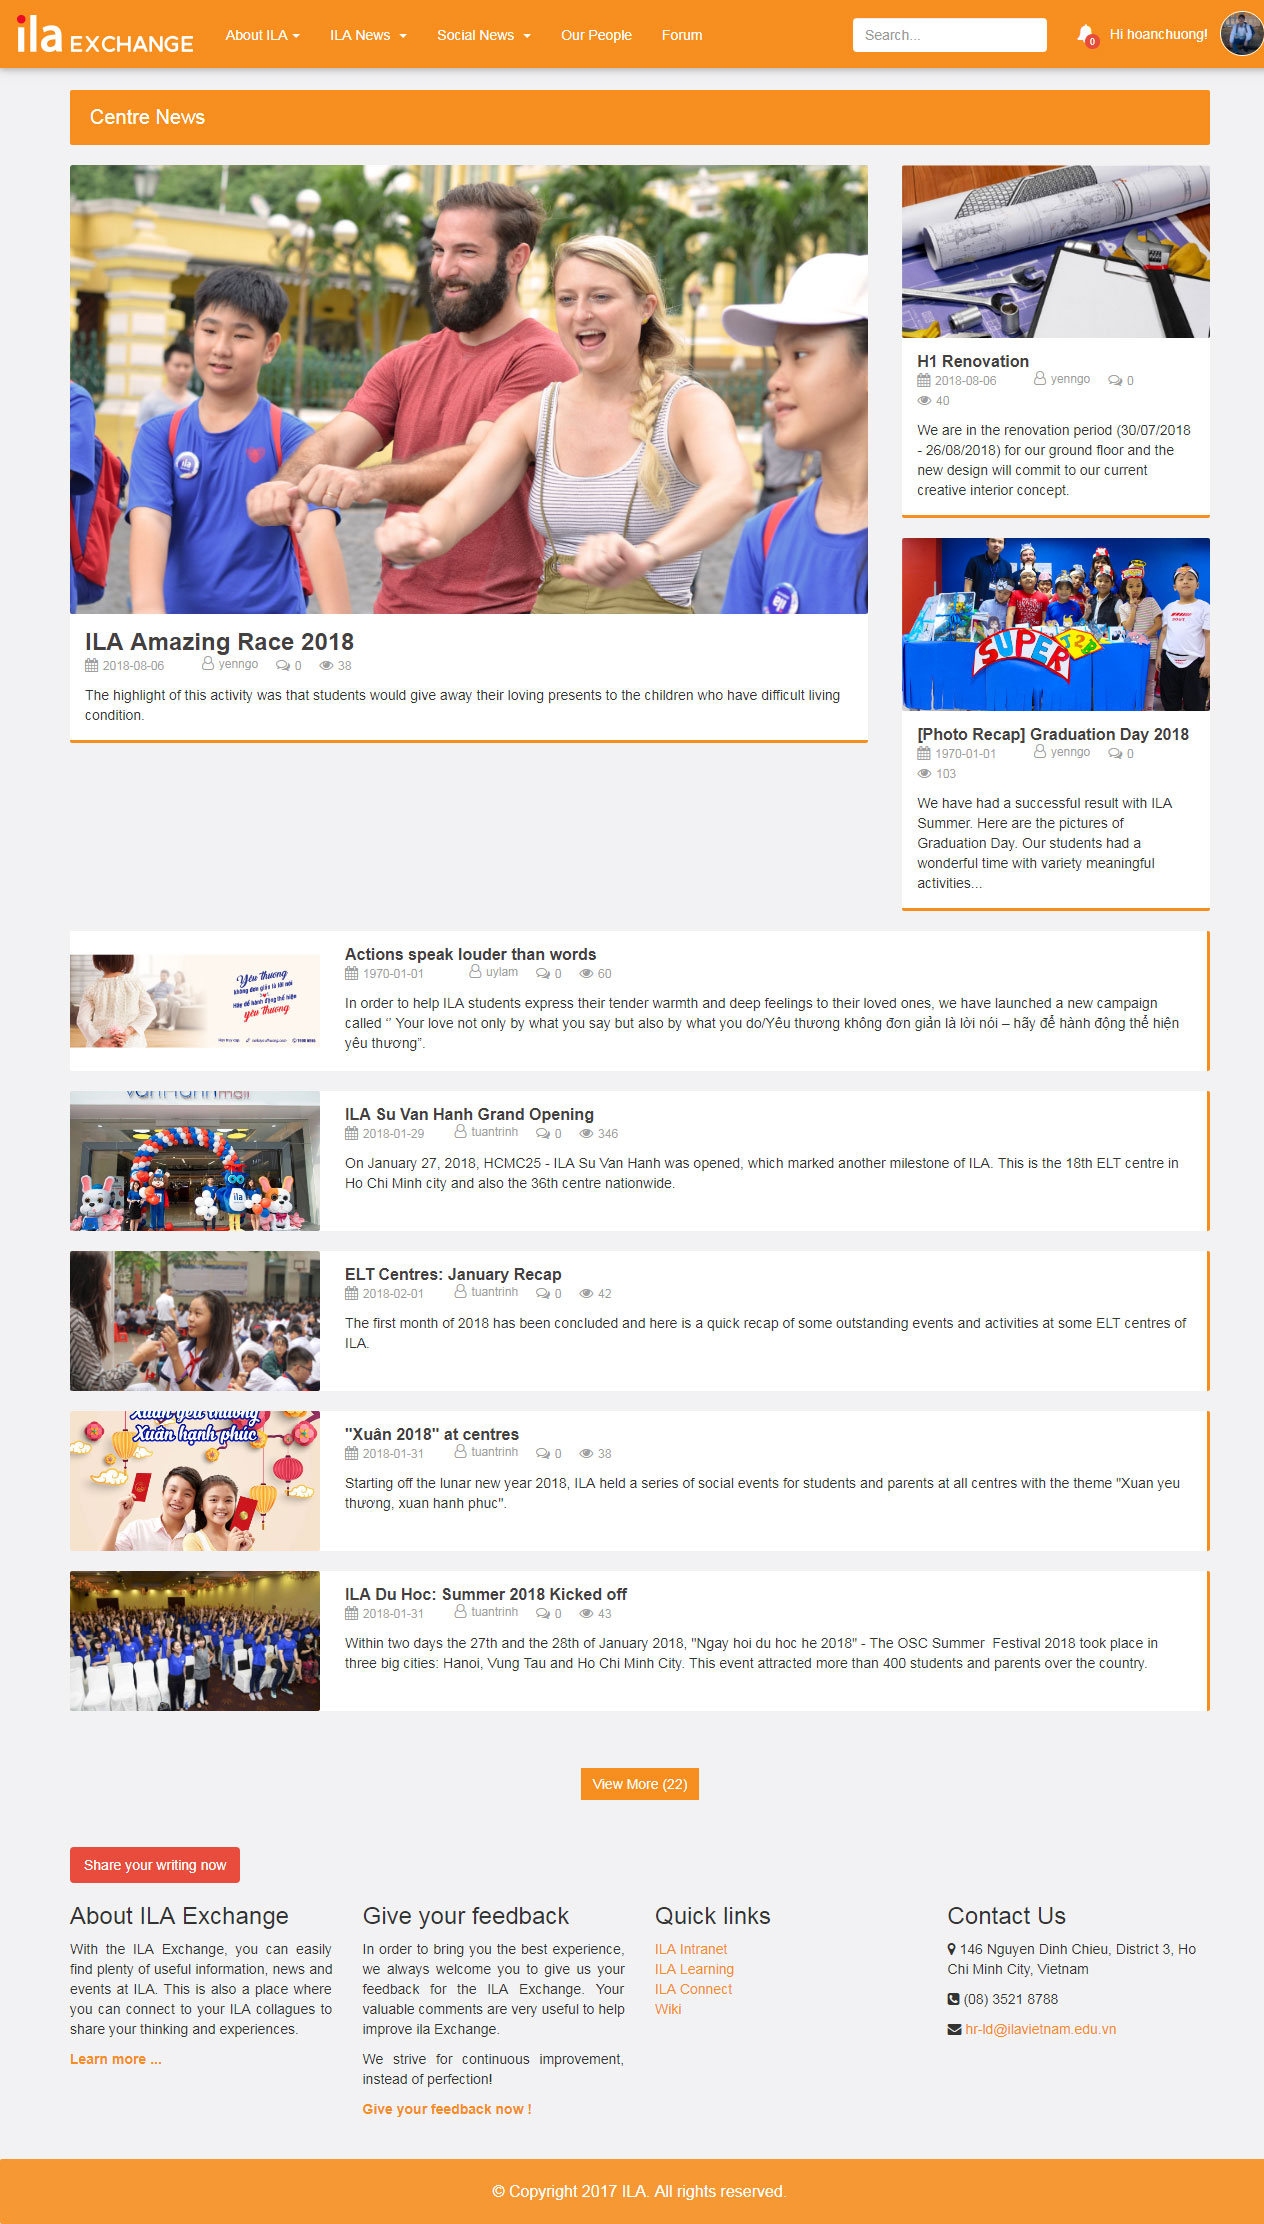 ila EXCHANGE
About ILA
ILA News
Social News
Our People
Forum
Search...
0
Hi hoanchuong!
Centre News
ila
ILA Amazing Race 2018
2018-08-06 yenngo 0 38
The highlight of this activity was that students would give away their loving presents to the children who have difficult living
condition.
H1 Renovation
2018-08-06 yenngo 0
40
We are in the renovation period (30/07/2018
- 26/08/2018) for our ground floor and the
new design will commit to our current
creative interior concept.
SUPER
[Photo Recap] Graduation Day 2018
1970-01-01 yenngo 0
103
We have had a successful result with ILA
Summer. Here are the pictures of
Graduation Day. Our students had a
wonderful time with variety meaningful
activities...
Yêu thương
không đơn giản là lời nói
Hãy để hành động thể hiện
yêu thương
Actions speak louder than words
1970-01-01 uylam 0 60
In order to help ILA students express their tender warmth and deep feelings to their loved ones, we have launched a new campaign
called “ Your love not only by what you say but also by what you do/Yêu thương không đơn giản là lời nói – hãy để hành động thể hiện
yêu thương”.
ila
ILA Su Van Hanh Grand Opening
2018-01-29 tuantrinh 0 346
On January 27, 2018, HCMC25 - ILA Su Van Hanh was opened, which marked another milestone of ILA. This is the 18th ELT centre in
Ho Chi Minh city and also the 36th centre nationwide.
ELT Centres: January Recap
2018-02-01 tuantrinh 0 42
The first month of 2018 has been concluded and here is a quick recap of some outstanding events and activities at some ELT centres of
ILA.
Xuân yêu thương
Xuân hạnh phúc
"Xuân 2018" at centres
2018-01-31 tuantrinh 0 38
Starting off the lunar new year 2018, ILA held a series of social events for students and parents at all centres with the theme "Xuan yeu
thương, xuan hanh phuc".
ILA Du Hoc: Summer 2018 Kicked off
2018-01-31 tuantrinh 0 43
Within two days the 27th and the 28th of January 2018, "Ngay hoi du hoc he 2018" - The OSC Summer Festival 2018 took place in
three big cities: Hanoi, Vung Tau and Ho Chi Minh City. This event attracted more than 400 students and parents over the country.
View More (22)
Share your writing now
About ILA Exchange
With the ILA Exchange, you can easily
find plenty of useful information, news and
events at ILA. This is also a place where
you can connect to your ILA collagues to
share your thinking and experiences.
Learn more ...
Give your feedback
In order to bring you the best experience,
we always welcome you to give us your
feedback for the ILA Exchange. Your
valuable comments are very useful to help
improve ila Exchange.
We strive for continuous improvement,
instead of perfection!
Give your feedback now !
Quick links
ILA Intranet
ILA Learning
ILA Connect
Wiki
Contact Us
146 Nguyen Dinh Chieu, District 3, Ho
Chi Minh City, Vietnam
(08) 3521 8788
hr-ld@ilavietnam.edu.vn
© Copyright 2017 ILA. All rights reserved.